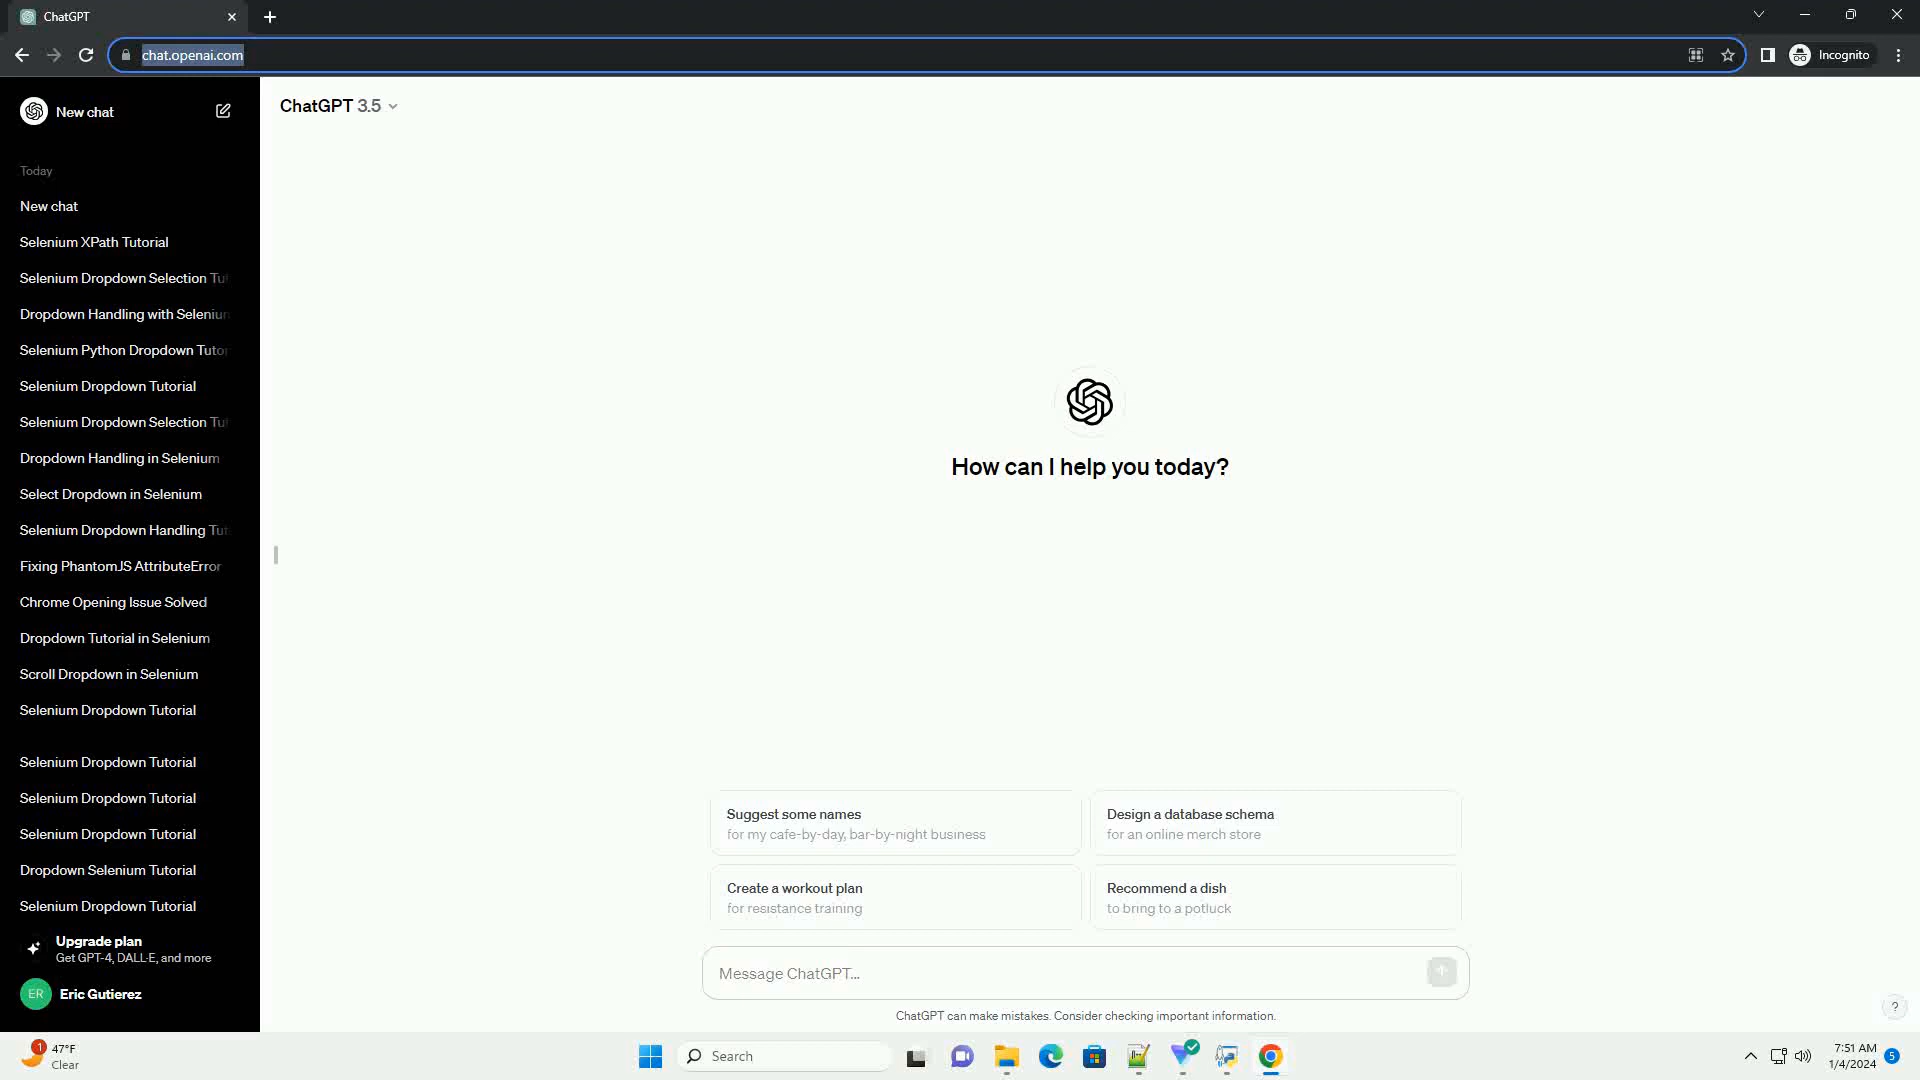 ChatGPT
chat.openai.com
Incognito
New chat
ChatGPT 3.5
Today
New chat
Selenium XPath Tutorial
Selenium Dropdown Selection Tut
Dropdown Handling with Selenium
Selenium Python Dropdown Tutor
Selenium Dropdown Tutorial
Selenium Dropdown Selection Tut
Dropdown Handling in Selenium
Select Dropdown in Selenium
Selenium Dropdown Handling Tut
Fixing PhantomJS AttributeError
Chrome Opening Issue Solved
Dropdown Tutorial in Selenium
Scroll Dropdown in Selenium
Selenium Dropdown Tutorial
Selenium Dropdown Tutorial
Selenium Dropdown Tutorial
Selenium Dropdown Tutorial
Dropdown Selenium Tutorial
Selenium Dropdown Tutorial
Upgrade plan
Get GPT-4, DALL·E, and more
ER
Eric Gutierez
How can I help you today?
Suggest some names
for my cafe-by-day, bar-by-night business
Design a database schema
for an online merch store
Create a workout plan
for resistance training
Recommend a dish
to bring to a potluck
Message ChatGPT...
ChatGPT can make mistakes. Consider checking important information.
?
1
47°F
Clear
Search
7:51 AM
1/4/2024
5